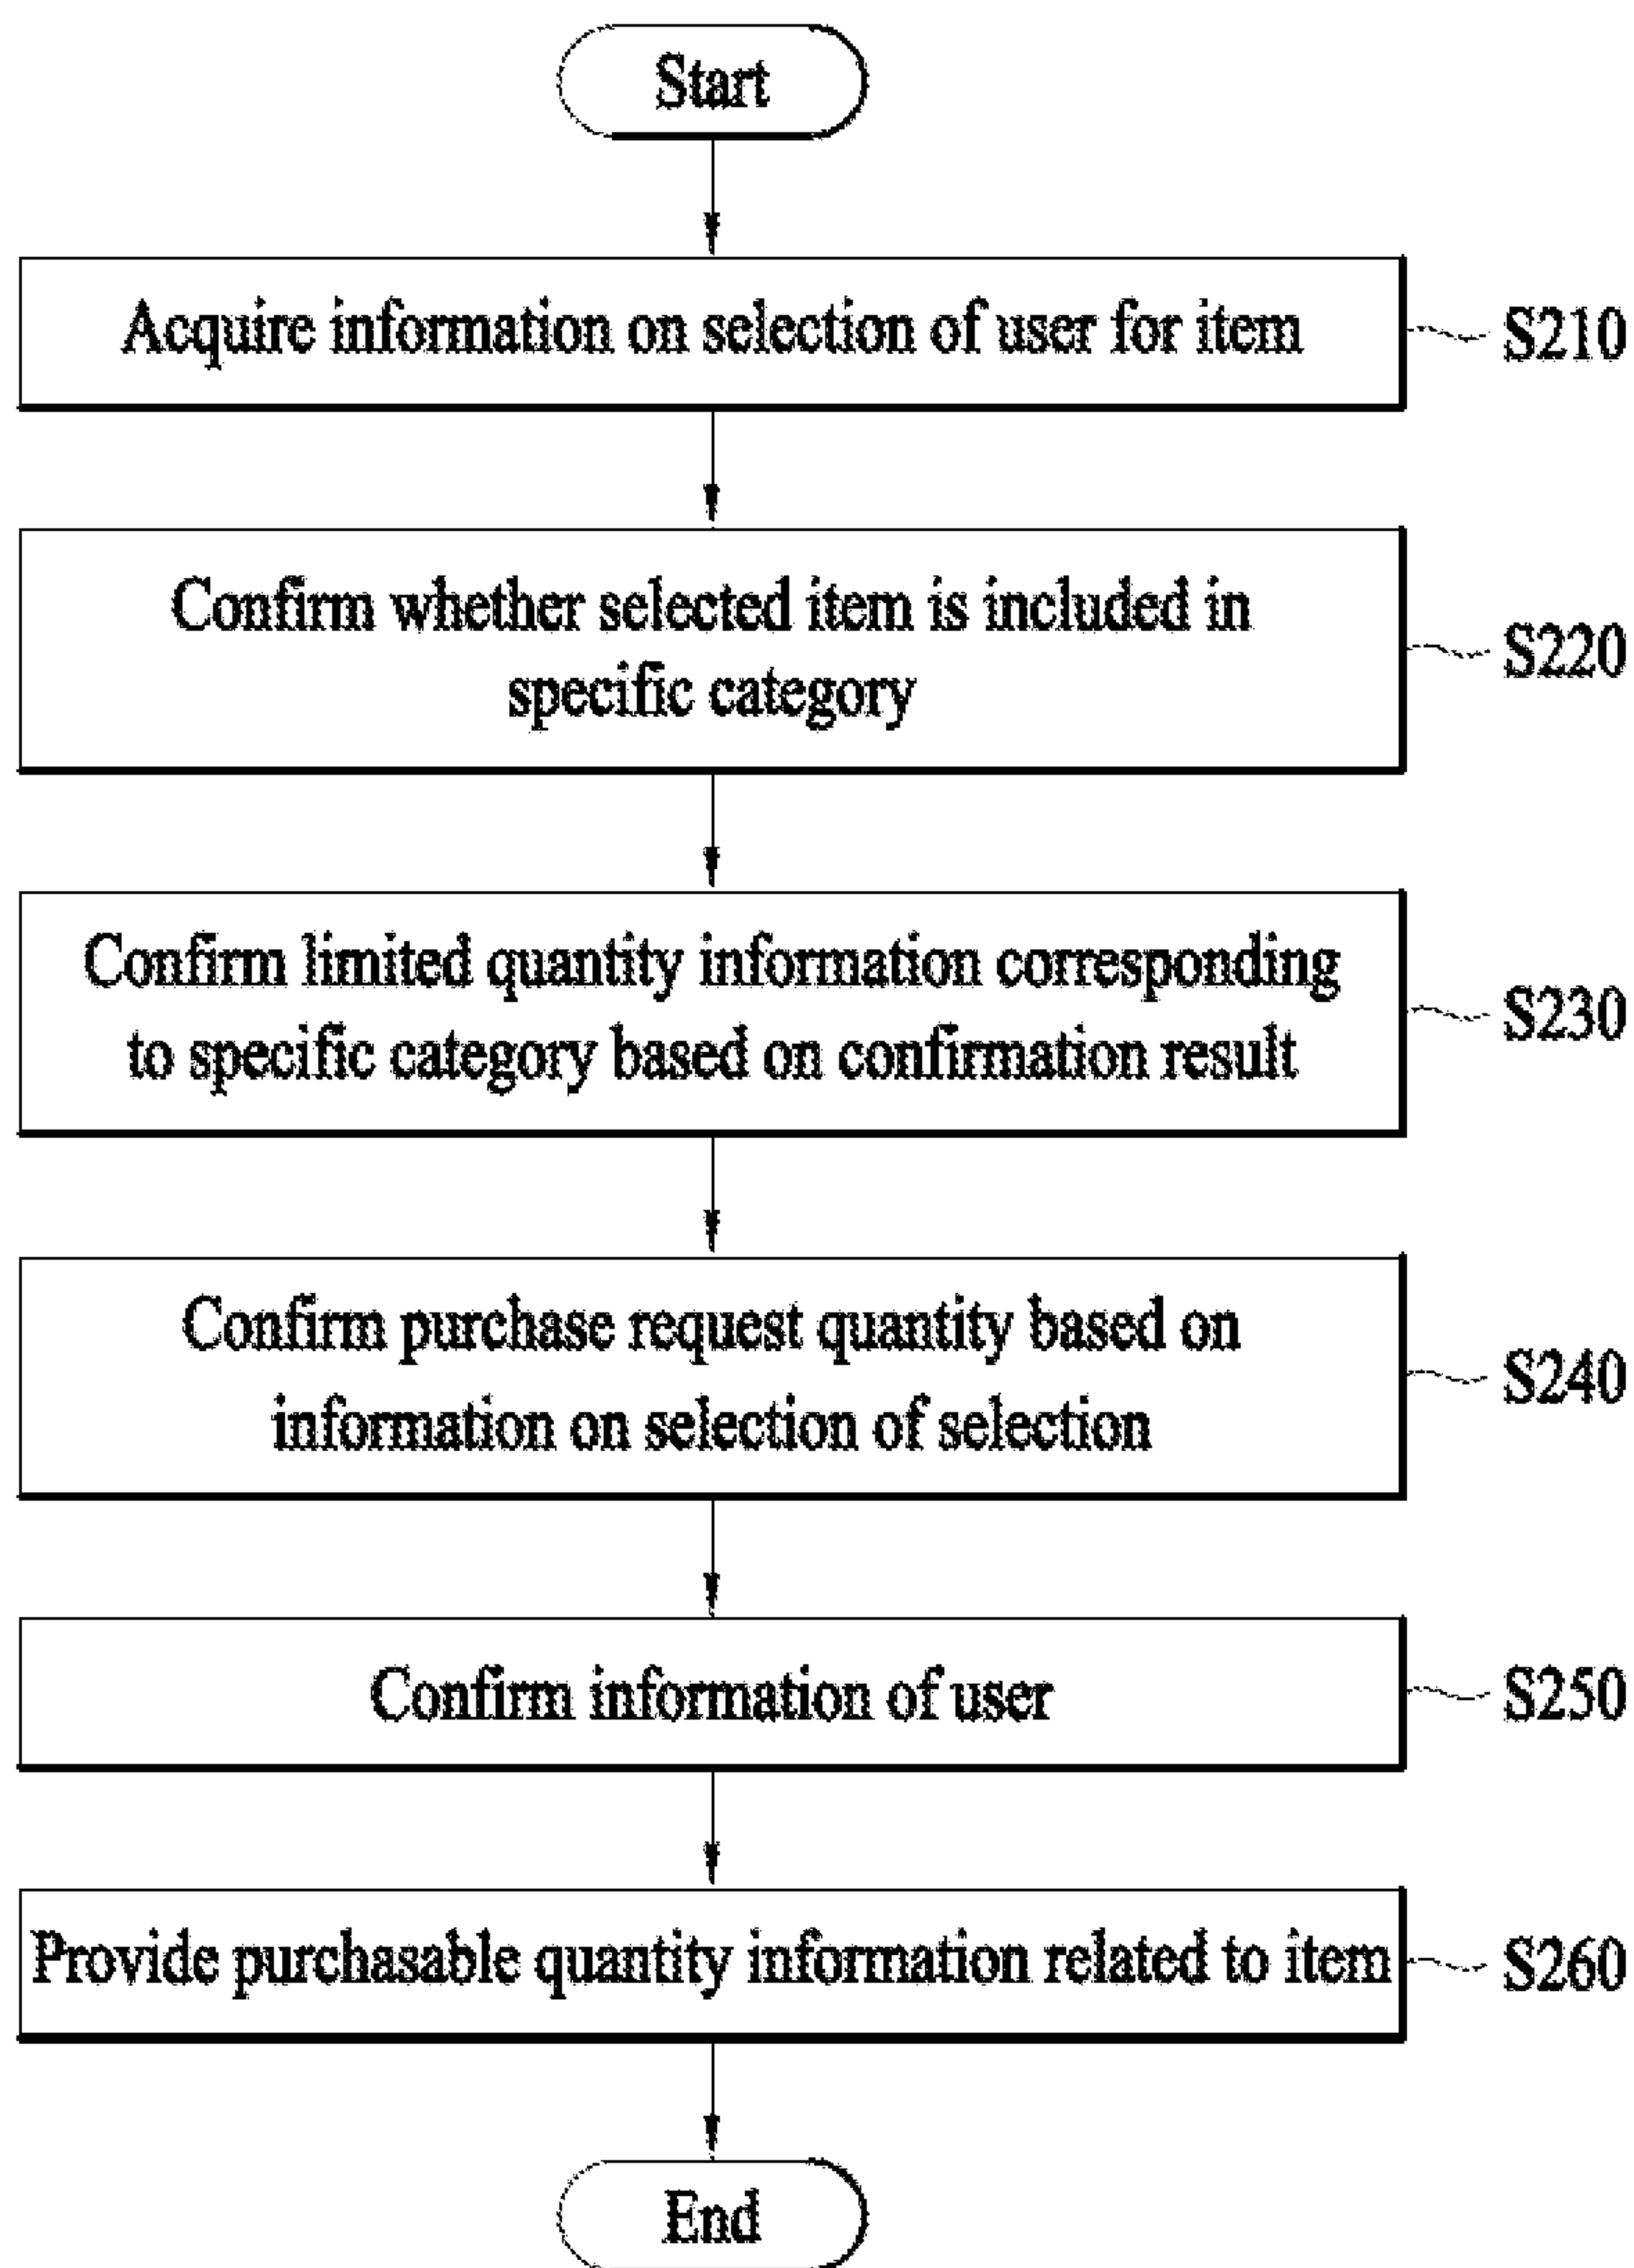 Start
Acquire information on selection of user for item
S210
Confirm whether selected item is included in
specific category
S220
Confirm limited quantity information corresponding
to specific category based on confirmation result
S230
Confirm purchase request quantity based on
information on selection of selection
S240
Confirm information of user
S250
Provide purchasable quantity information related to item
S260
End